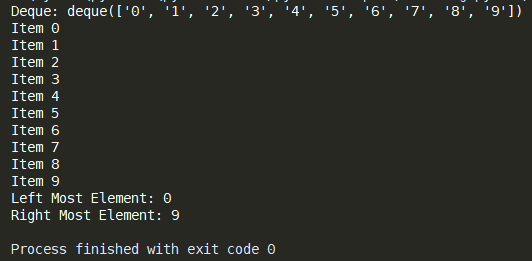 Deque: deque(['0', '1', '2', '3', '4', '5', '6', '7', '8', '9'])
Item 0
Item 1
Item 2
Item 3
Item 4
Item 5
Item 6
Item 7
Item 8
Item 9
Left Most Element: 0
Right Most Element: 9
Process finished with exit code 0